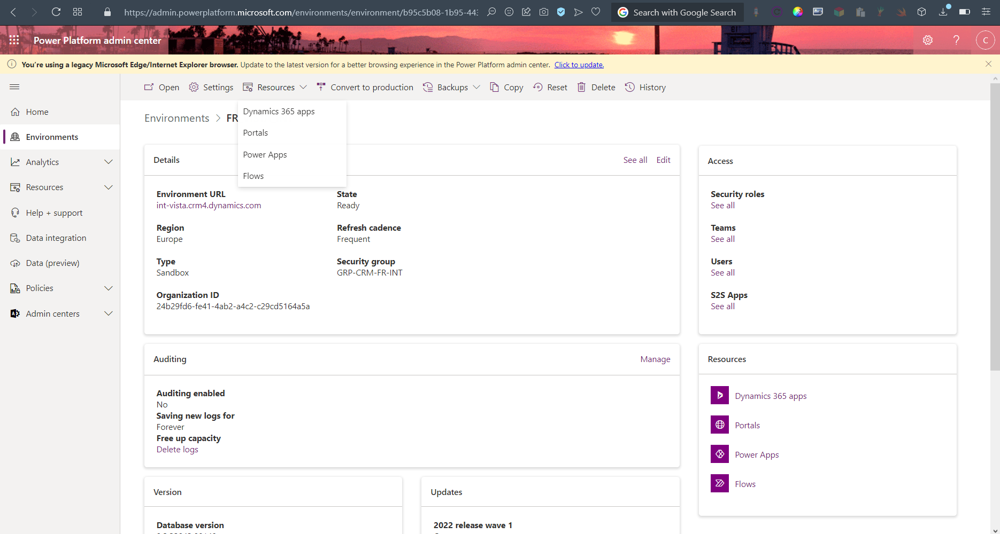 https://admin.powerplatform.microsoft.com/environments/environment/b95c5b08-1b95-44
Search with Google Search
Power Platform admin center
?
C
You're using a legacy Microsoft Edge/Internet Explorer browser. Update to the latest version for a better browsing experience in the Power Platform admin center. Click to update.
Open
Settings
Resources
Convert to production
Backups
Copy
Reset
Delete
History
Home
Environments
Analytics
Resources
Help + support
Data integration
Data (preview)
Policies
Admin centers
Environments > FR
Dynamics 365 apps
Portals
Power Apps
Flows
Details
See all
Edit
Environment URL
int-vista.crm4.dynamics.com
State
Ready
Region
Europe
Refresh cadence
Frequent
Type
Sandbox
Security group
GRP-CRM-FR-INT
Organization ID
24b29fd6-fe41-4ab2-a4c2-c29cd5164a5a
Access
Security roles
See all
Teams
See all
Users
See all
S2S Apps
See all
Auditing
Manage
Auditing enabled
No
Saving new logs for
Forever
Free up capacity
Delete logs
Resources
Dynamics 365 apps
Portals
Power Apps
Flows
Version
Database version
Updates
2022 release wave 1